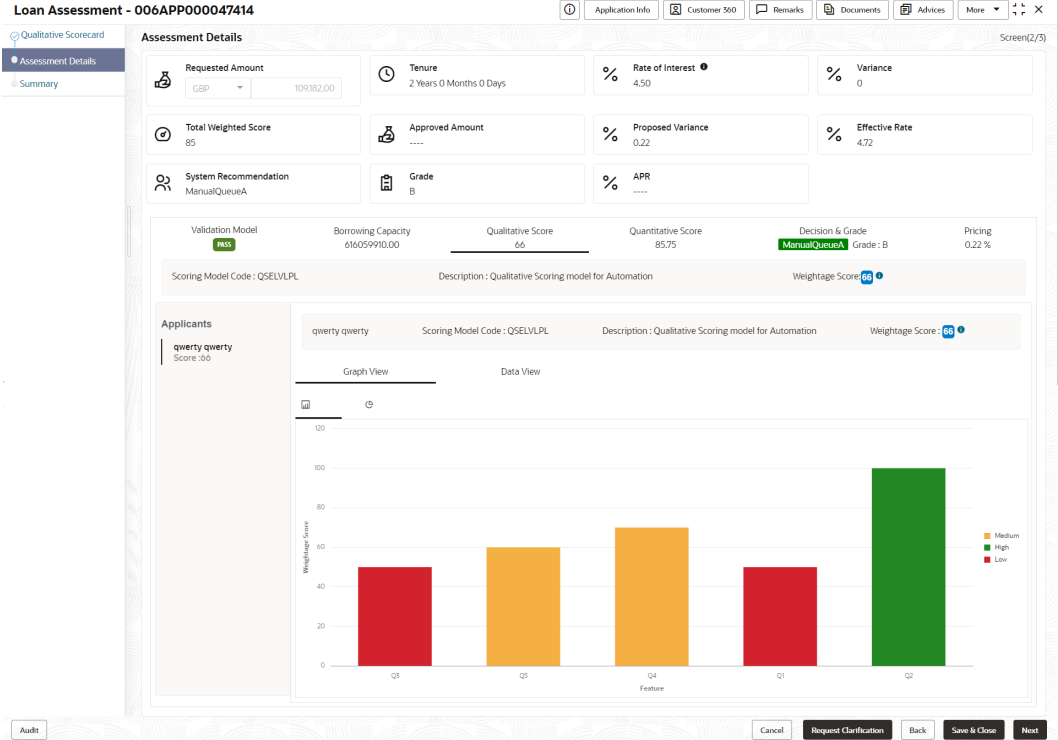 Loan Assessment - 006APP000047414
Application Info
Customer 360
Remarks
Documents
Advices
More
Qualitative Scorecard
Assessment Details
Summary
Assessment Details
Screen(2/3)
Requested Amount
GBP
109,182.00
Tenure
2 Years 0 Months 0 Days
Rate of Interest
4.50
Variance
0
Total Weighted Score
85
Approved Amount
----
Proposed Variance
0.22
Effective Rate
4.72
System Recommendation
ManualQueueA
Grade
B
APR
----
Validation Model
PASS
Borrowing Capacity
616059910.00
Qualitative Score
66
Quantitative Score
85.75
Decision & Grade
ManualQueueA Grade : B
Pricing
0.22 %
Scoring Model Code : QSELVLPL
Description : Qualitative Scoring model for Automation
Weightage Score: 66
Applicants
qwerty qwerty
Score :66
qwerty qwerty
Scoring Model Code : QSELVLPL
Description : Qualitative Scoring model for Automation
Weightage Score : 66
Graph View
Data View
120
100
80
60
40
20
0
Weightage Score
Q3
Q5
Q4
Q1
Q2
Feature
Medium
High
Low
Audit
Cancel
Request Clarification
Back
Save & Close
Next